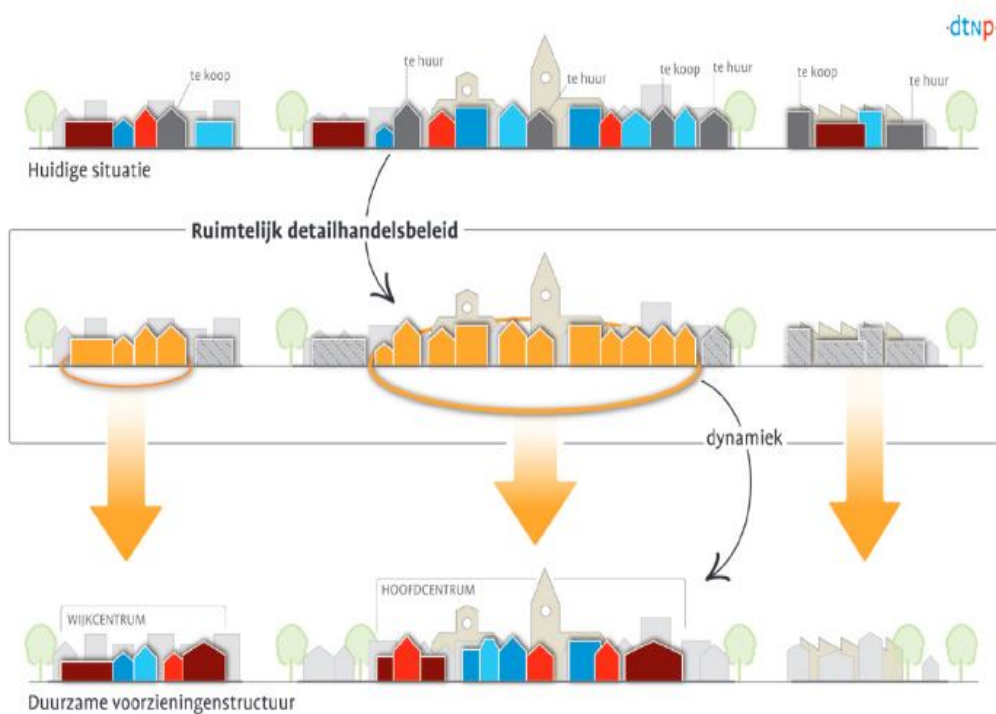 ·dtnp·
te koop
te huur
te huur
te koop
te huur
te koop
te huur
Huidige situatie
Ruimtelijk detailhandelsbeleid
dynamiek
WIJKCENTRUM
HOOFDCENTRUM
Duurzame voorzieningenstructuur